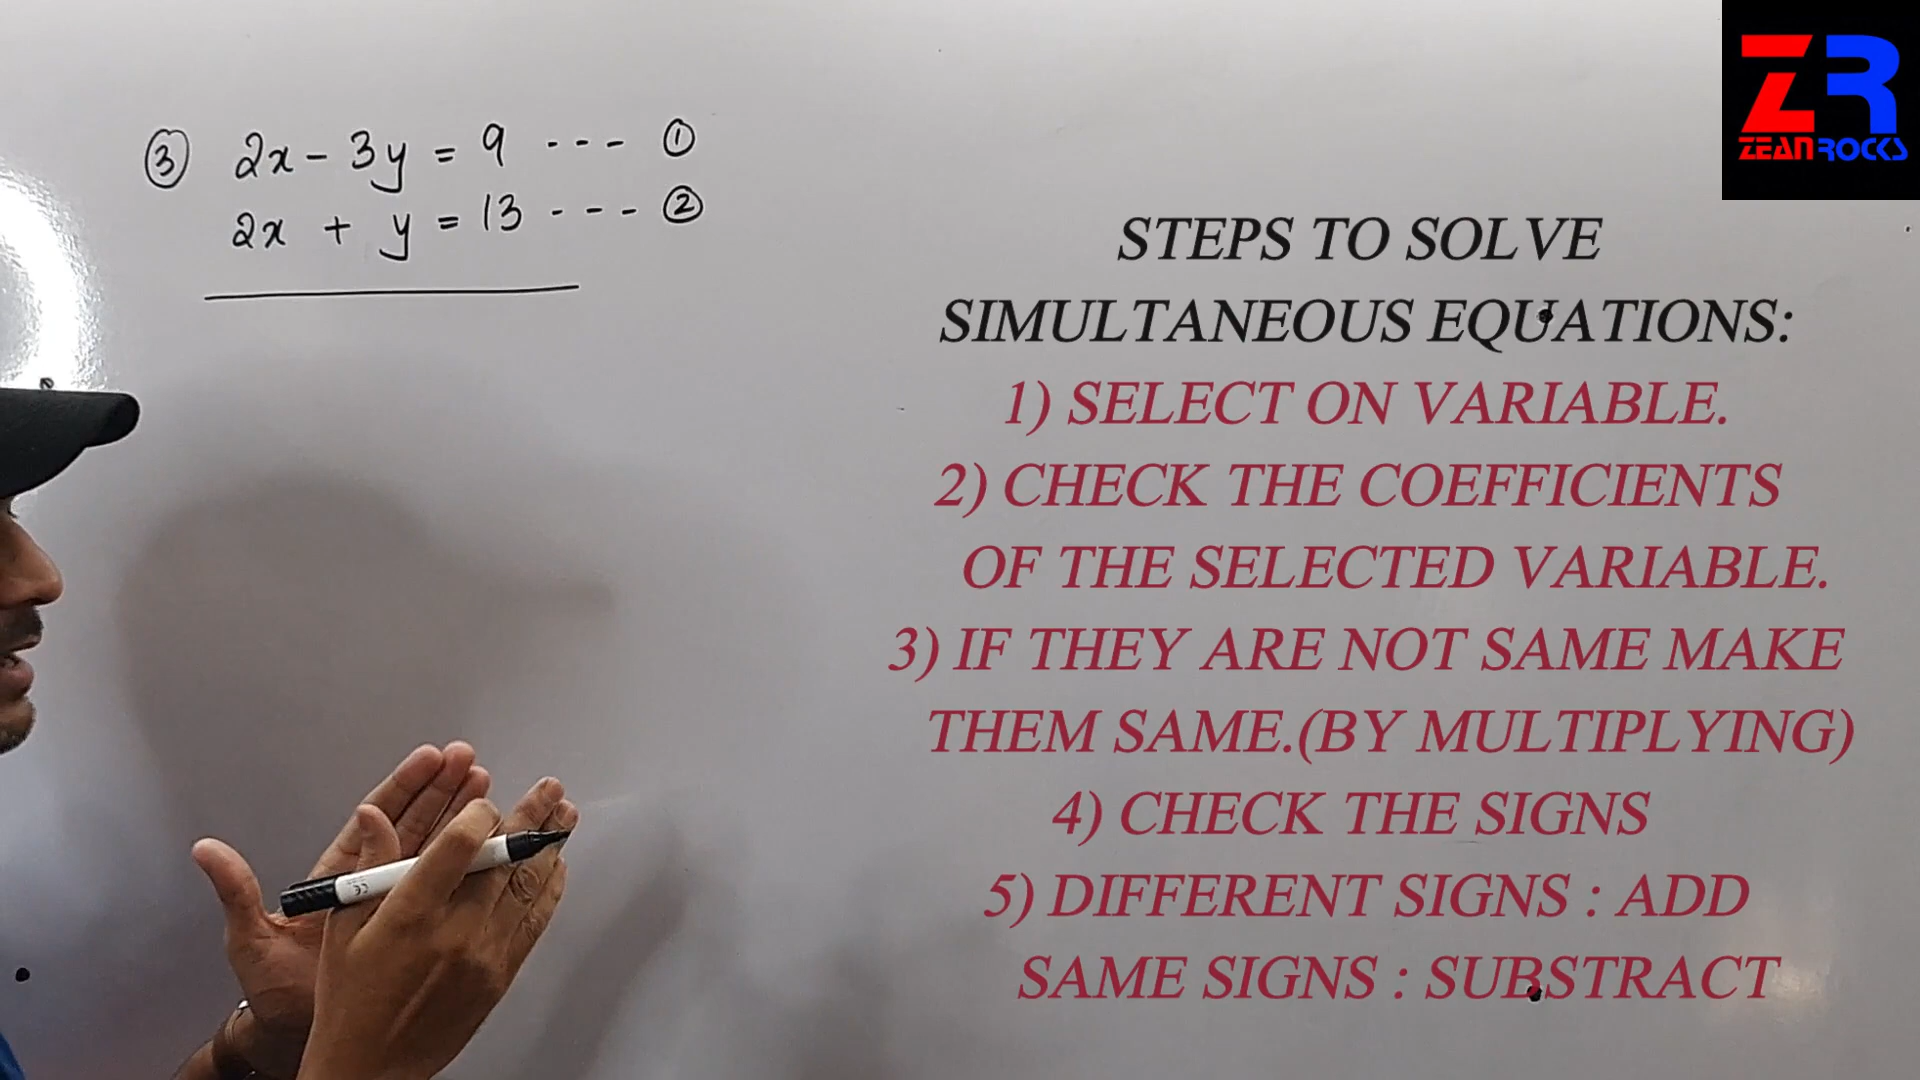 ③ 2x - 3y = 9 --- ①
2x + y = 13 --- ②
ZR
ZEAN ROCKS
STEPS TO SOLVE
SIMULTANEOUS EQUATIONS:
1) SELECT ON VARIABLE.
2) CHECK THE COEFFICIENTS
OF THE SELECTED VARIABLE.
3) IF THEY ARE NOT SAME MAKE
THEM SAME.(BY MULTIPLYING)
4) CHECK THE SIGNS
5) DIFFERENT SIGNS : ADD
SAME SIGNS : SUBSTRACT